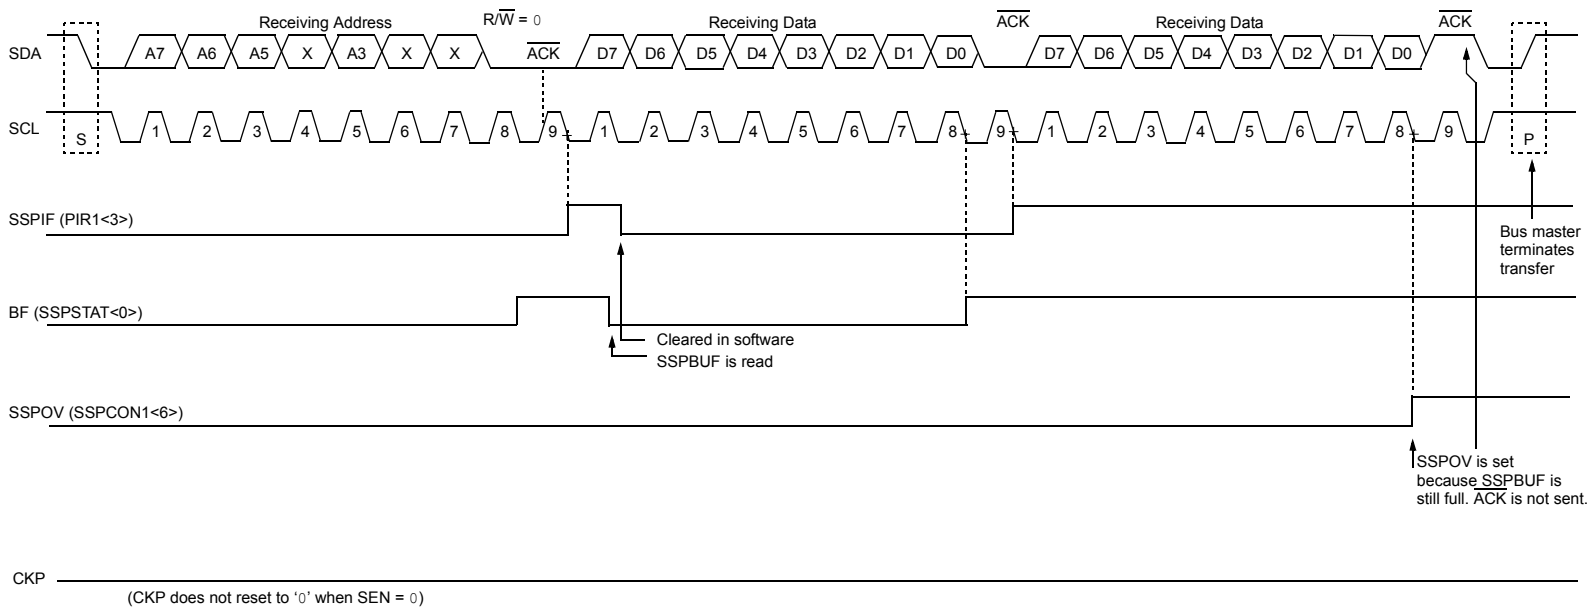 Receiving Address R/W = 0 Receiving Data ACK Receiving Data ACK
SDA A7 A6 A5 X A3 X X ACK D7 D6 D5 D4 D3 D2 D1 D0 D7 D6 D5 D4 D3 D2 D1 D0
SCL S 1 2 3 4 5 6 7 8 9 1 2 3 4 5 6 7 8 9 1 2 3 4 5 6 7 8 9 P
SSPIF (PIR1<3>)
Bus master
terminates
transfer
BF (SSPSTAT<0>)
Cleared in software
SSPBUF is read
SSPOV (SSPCON1<6>)
SSPOV is set
because SSPBUF is
still full. ACK is not sent.
CKP
(CKP does not reset to ‘0’ when SEN = 0)